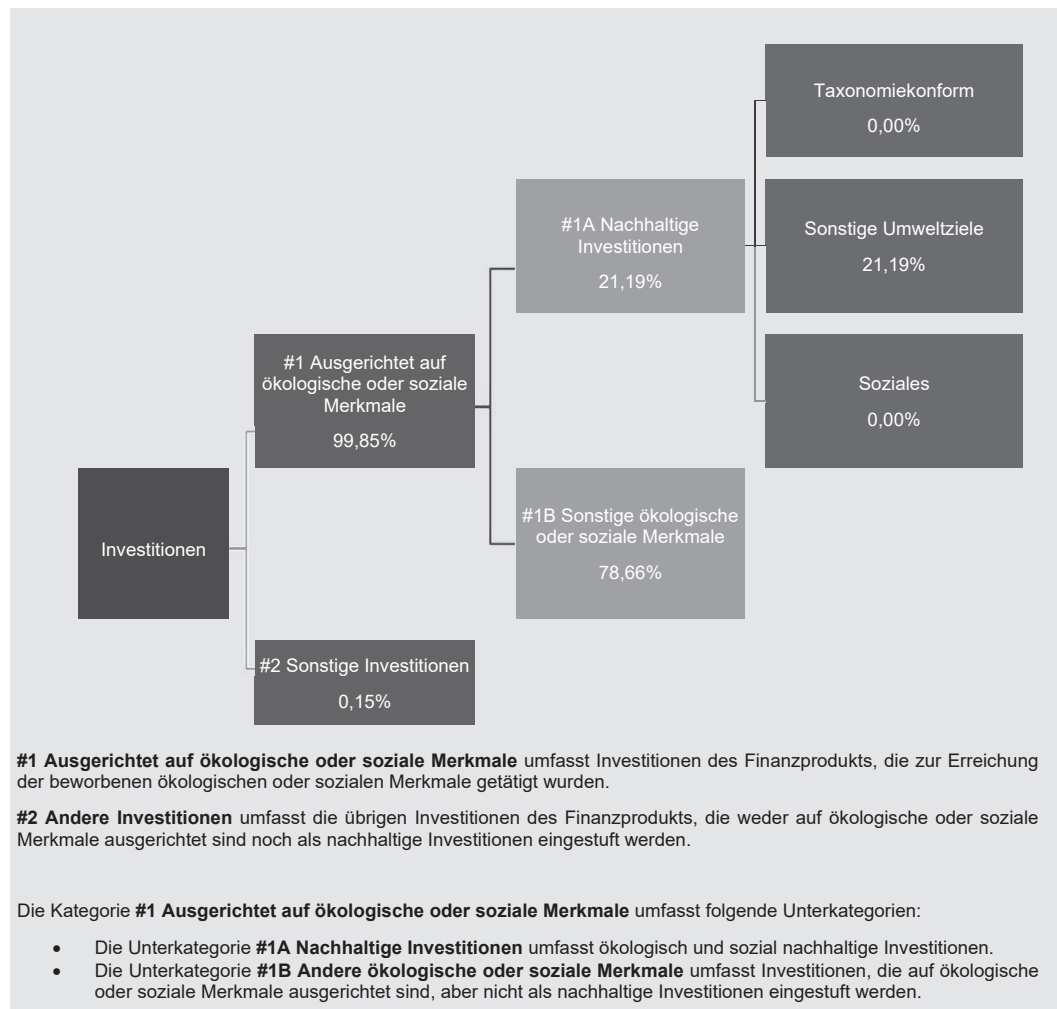 Taxonomiekonform
0,00%
#1A Nachhaltige
Investitionen
21,19%
Sonstige Umweltziele
21,19%
#1 Ausgerichtet auf
ökologische oder soziale
Merkmale
99,85%
Soziales
0,00%
Investitionen
#1B Sonstige ökologische
oder soziale Merkmale
78,66%
#2 Sonstige Investitionen
0,15%
#1 Ausgerichtet auf ökologische oder soziale Merkmale umfasst Investitionen des Finanzprodukts, die zur Erreichung
der beworbenen ökologischen oder sozialen Merkmale getätigt wurden.
#2 Andere Investitionen umfasst die übrigen Investitionen des Finanzprodukts, die weder auf ökologische oder soziale
Merkmale ausgerichtet sind noch als nachhaltige Investitionen eingestuft werden.
Die Kategorie #1 Ausgerichtet auf ökologische oder soziale Merkmale umfasst folgende Unterkategorien:
• Die Unterkategorie #1A Nachhaltige Investitionen umfasst ökologisch und sozial nachhaltige Investitionen.
• Die Unterkategorie #1B Andere ökologische oder soziale Merkmale umfasst Investitionen, die auf ökologische
oder soziale Merkmale ausgerichtet sind, aber nicht als nachhaltige Investitionen eingestuft werden.